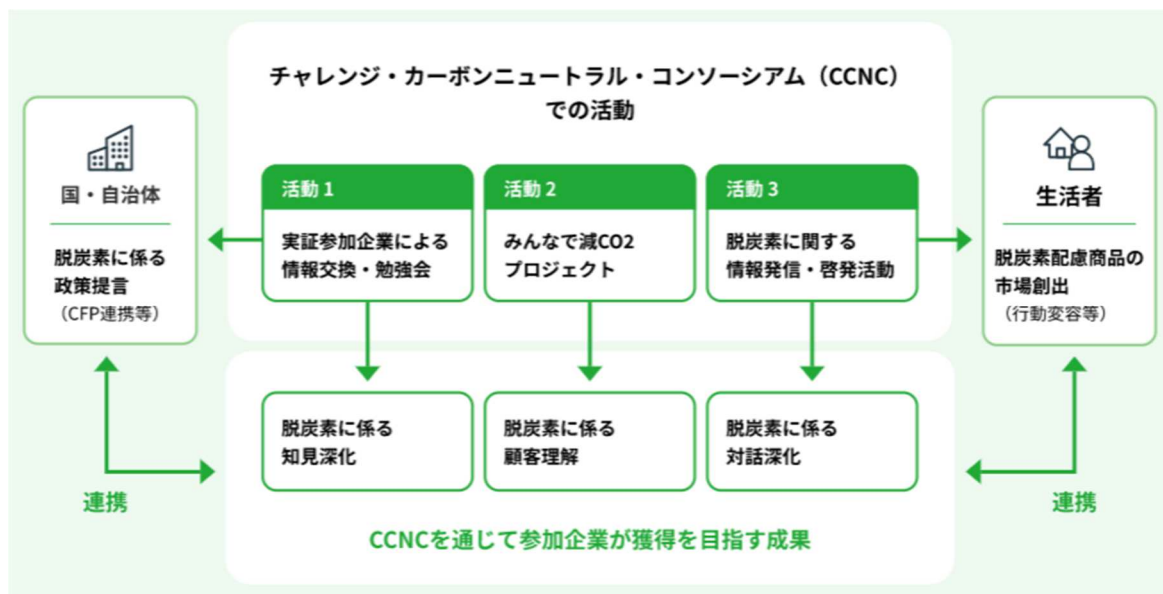 チャレンジ・カーボンニュートラル・コンソーシアム（CCNC）
での活動
国・自治体
脱炭素に係る
政策提言
（CFP連携等）
活動 1
実証参加企業による
情報交換・勉強会
活動 2
みんなで減CO2
プロジェクト
活動 3
脱炭素に関する
情報発信・啓発活動
生活者
脱炭素配慮商品の
市場創出
（行動変容等）
脱炭素に係る
知見深化
脱炭素に係る
顧客理解
脱炭素に係る
対話深化
連携
連携
CCNCを通じて参加企業が獲得を目指す成果